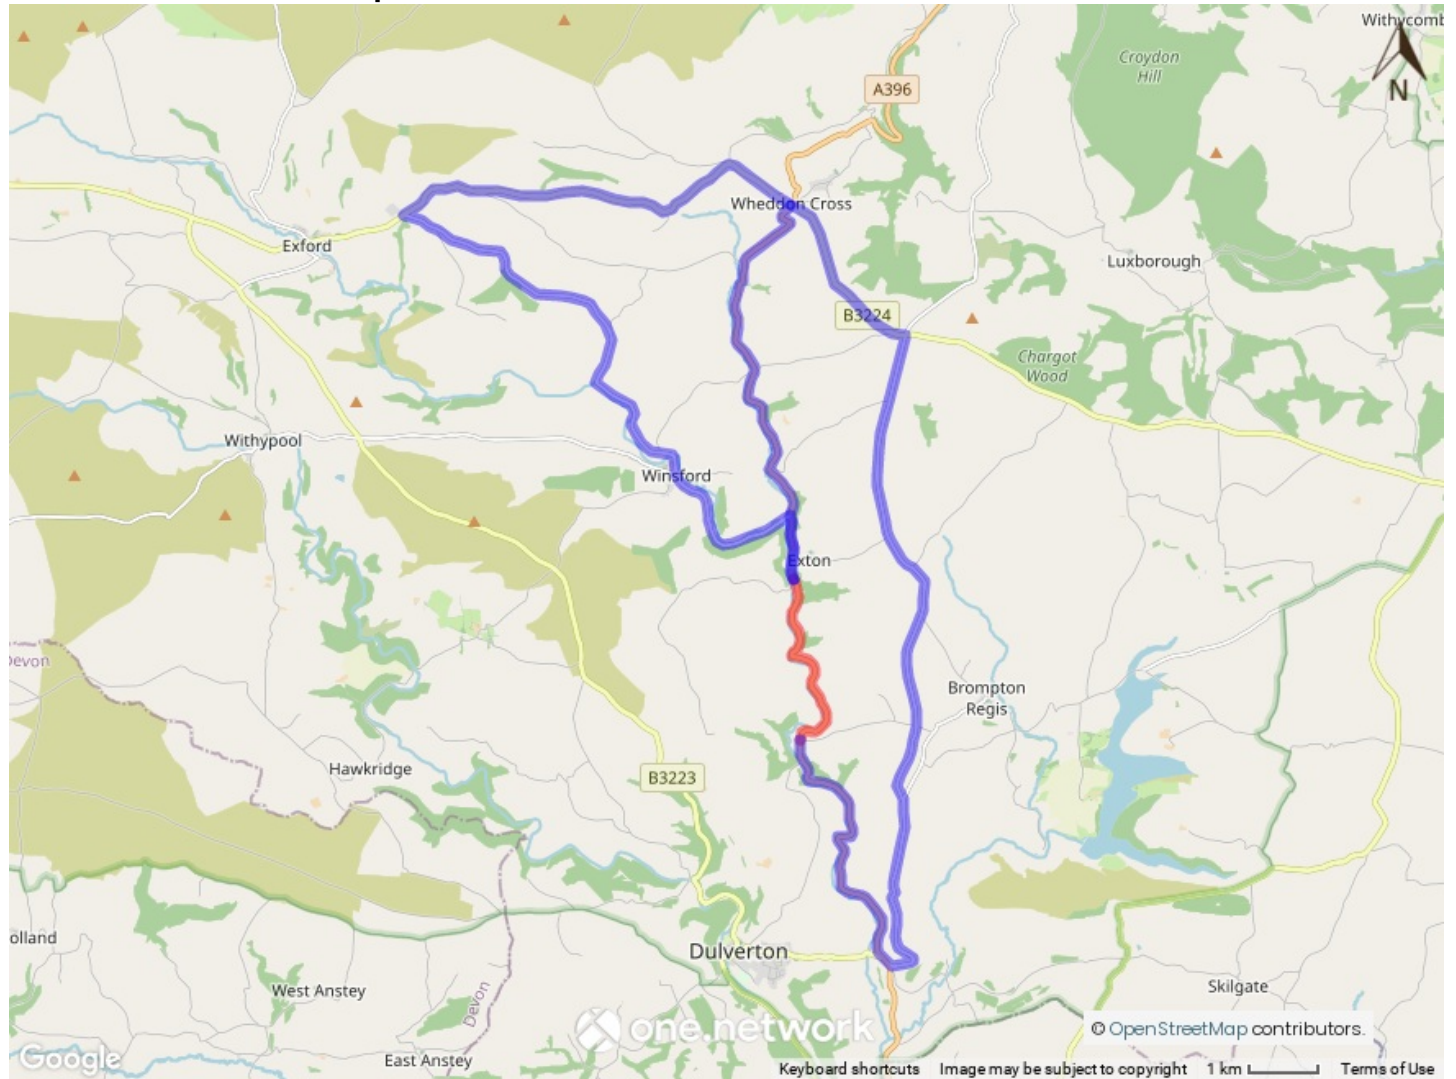 Withycomb
Croydon
Hill
A396
N
Wheddon Cross
Exford
Luxborough
B3224
Chargot
Wood
Withypool
Winsford
Exton
Devon
Brompton
Regis
Hawkridge
B3223
olland
Dulverton
West Anstey
Devon
Skilgate
one.network
© OpenStreetMap contributors.
Google
East Anstey
Keyboard shortcuts
Image may be subject to copyright
1 km
Terms of Use